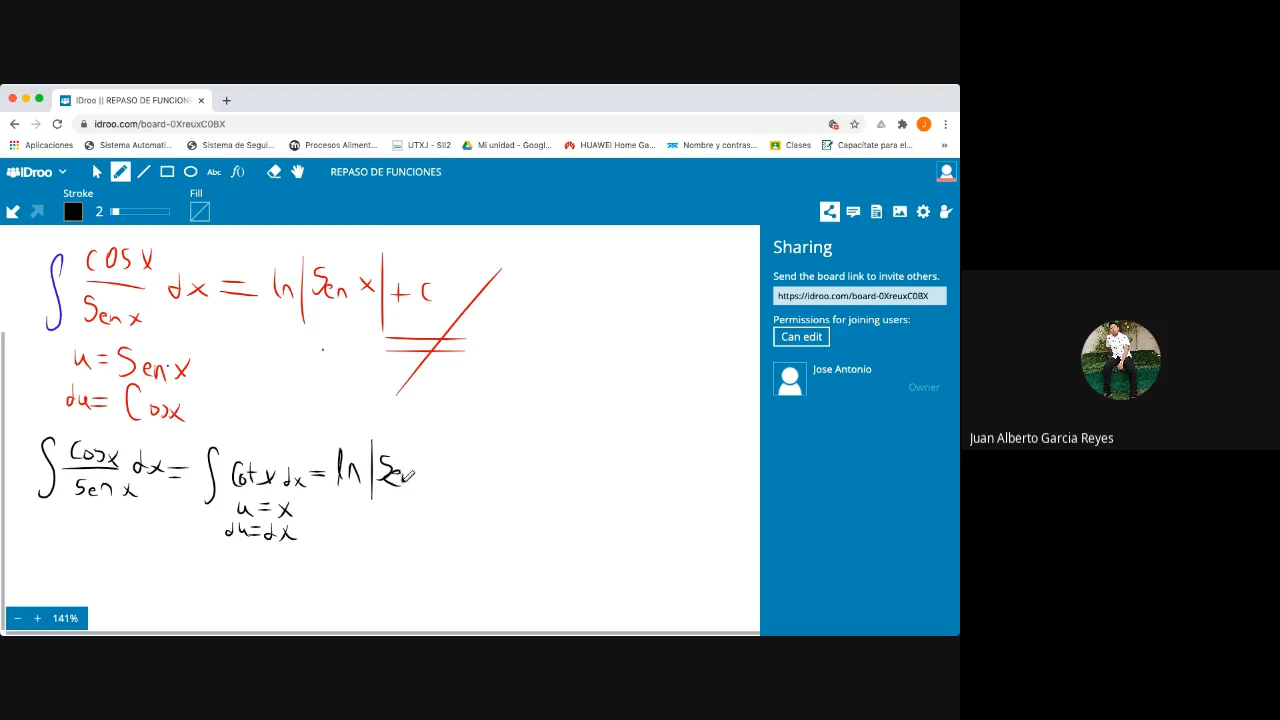 IDroo || REPASO DE FUNCION
idroo.com/board-0XreuxC0BX
Aplicaciones Sistema Automati... Sistema de Segui... Procesos Aliment... UTXJ - SII2 Mi unidad - Googl... HUAWEI Home Ga... Nombre y contras... Clases Capacítate para el... »
IDroo Abc f() REPASO DE FUNCIONES
Stroke Fill
2
∫ cos x / Sen x dx = ln |Sen x| + c
u = Sen x
du = Cos x
∫ Cos x / Sen x dx = ∫ Cot x dx = ln |Sen
u = x
du = dx
− + 141%
Sharing
Send the board link to invite others.
https://idroo.com/board-0XreuxC0BX
Permissions for joining users:
Can edit
Jose Antonio
Owner
Juan Alberto Garcia Reyes